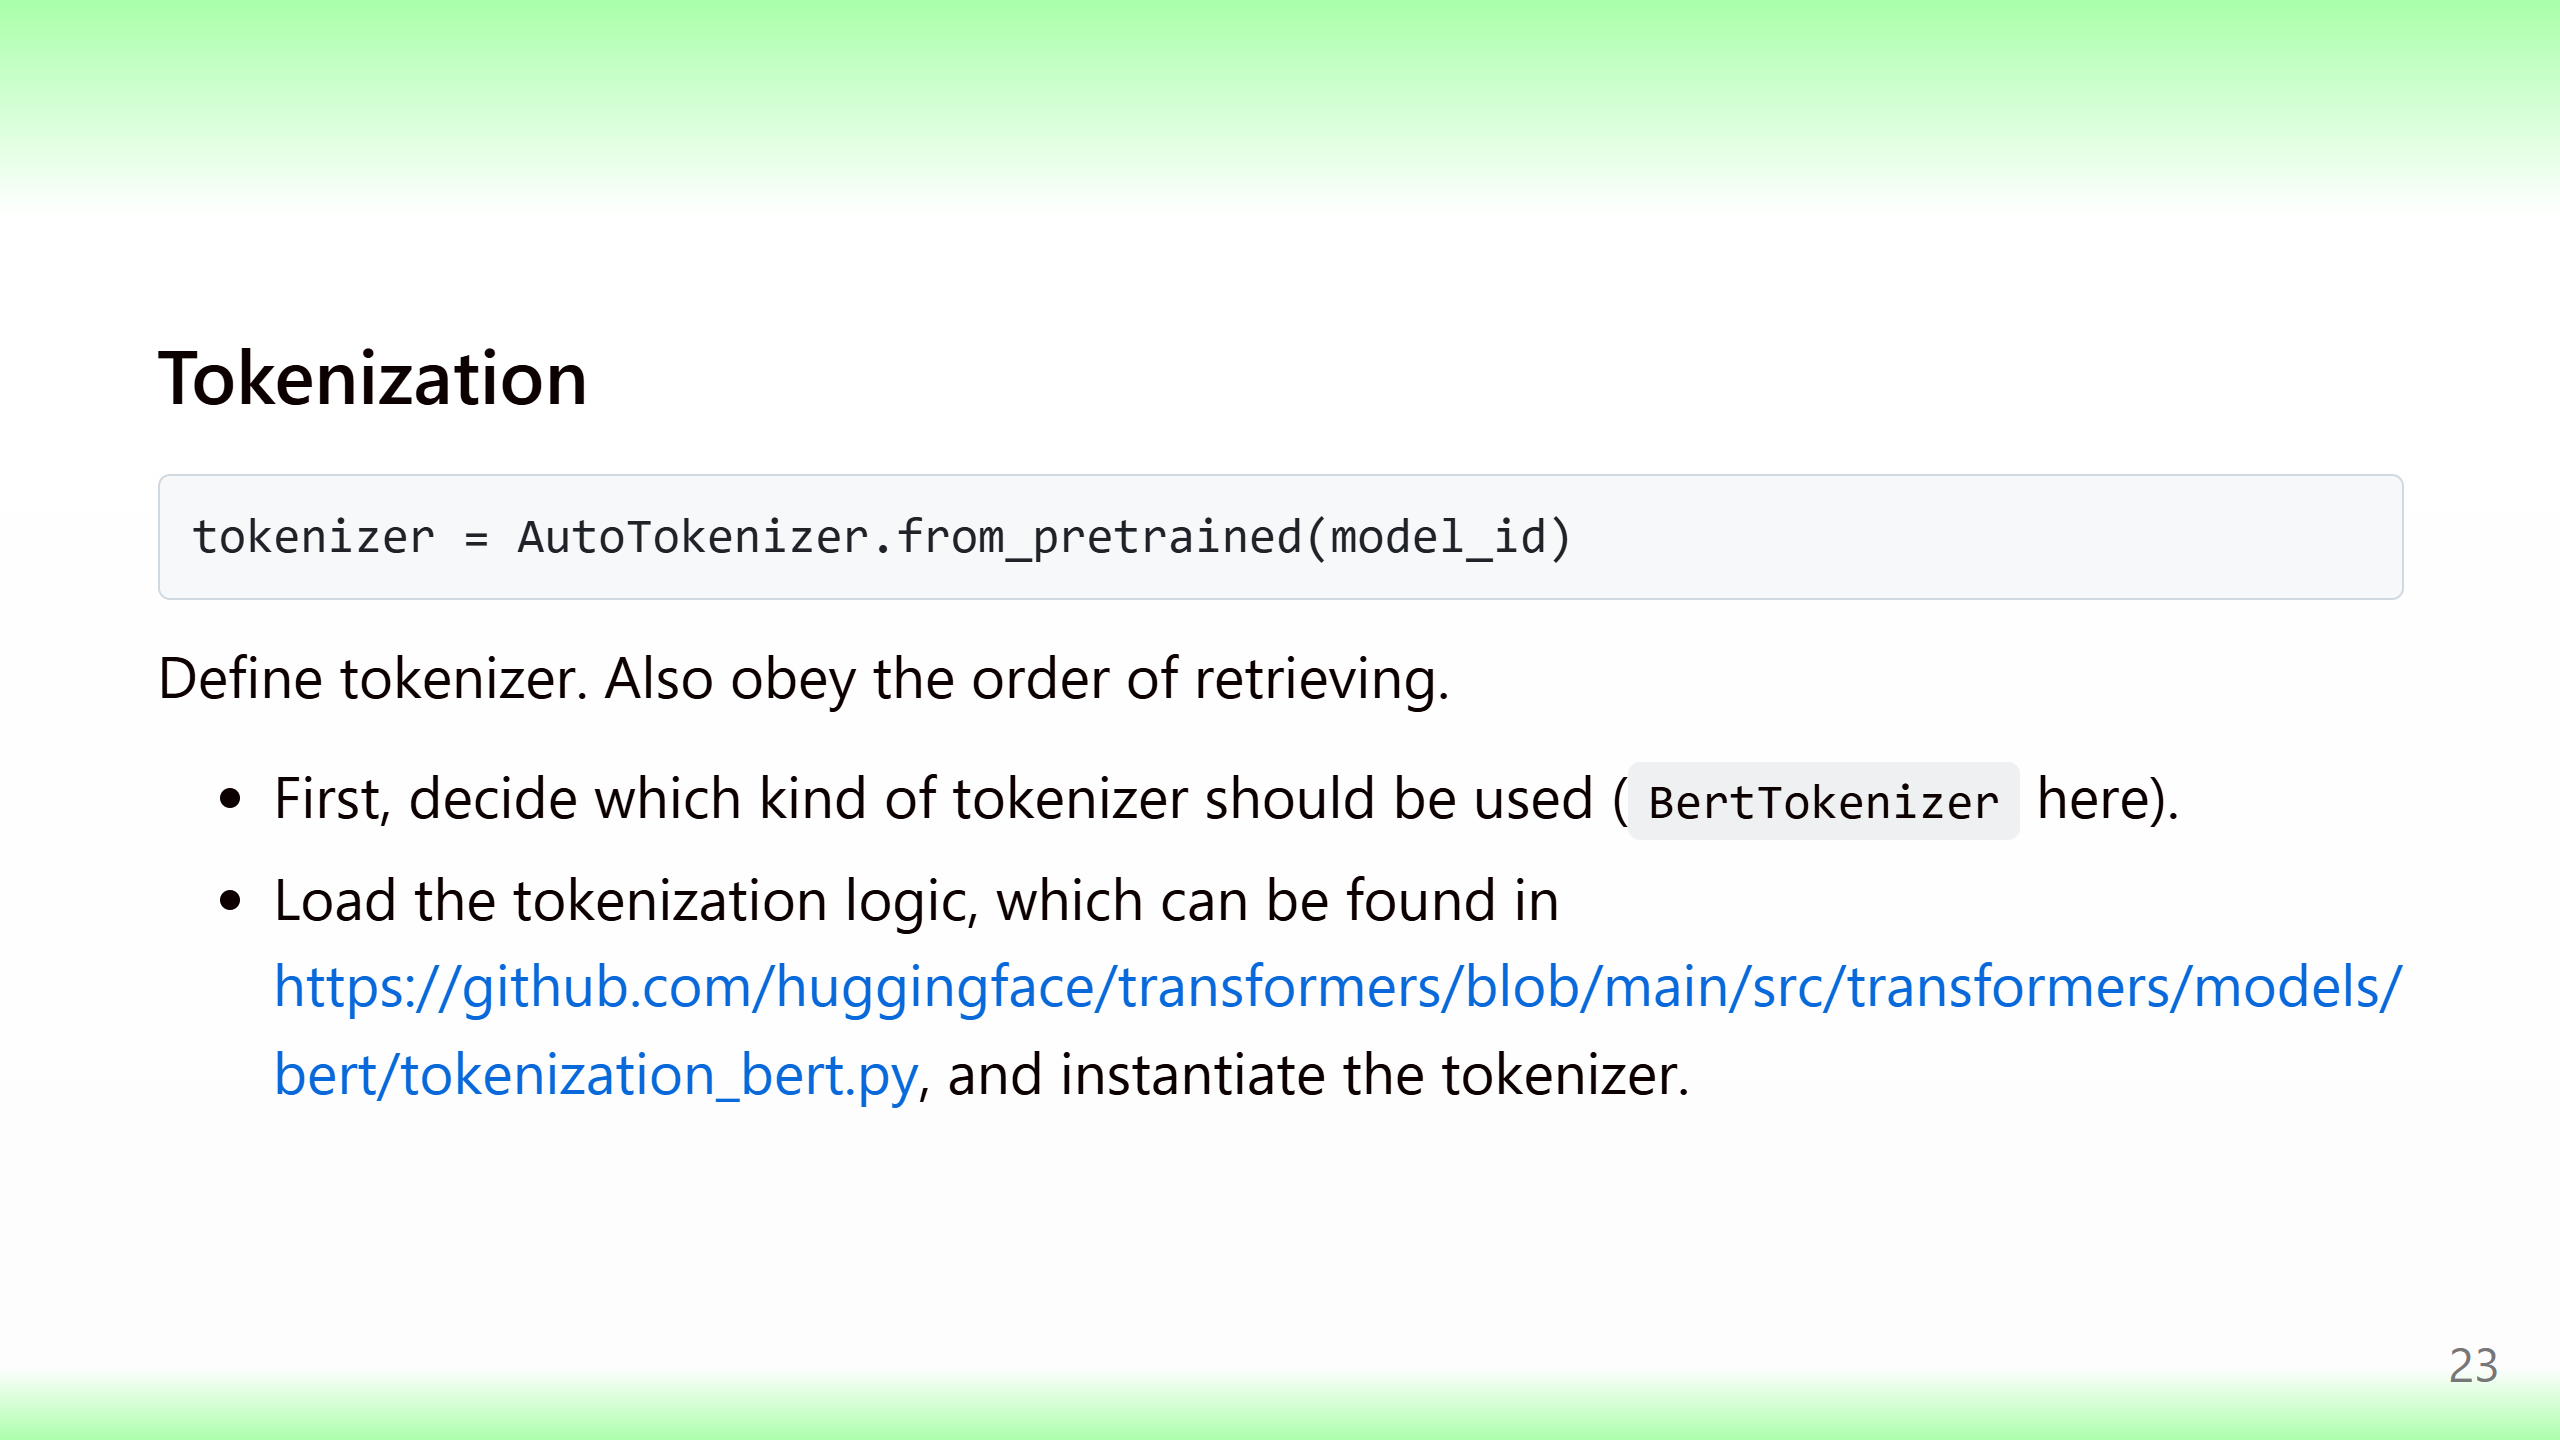 Tokenization
tokenizer = AutoTokenizer.from_pretrained(model_id)
Define tokenizer. Also obey the order of retrieving.
• First, decide which kind of tokenizer should be used ( BertTokenizer here).
• Load the tokenization logic, which can be found in
https://github.com/huggingface/transformers/blob/main/src/transformers/models/
bert/tokenization_bert.py, and instantiate the tokenizer.
23